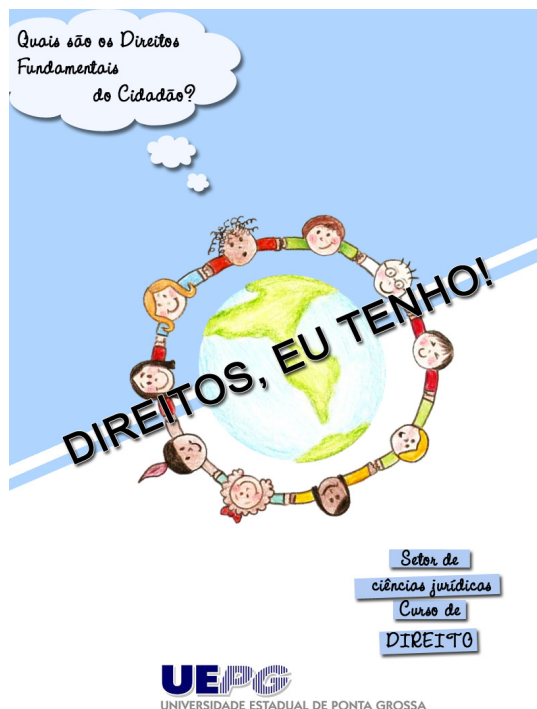 Quais são os Direitos
Fundamentais
do Cidadão?
DIREITOS, EU TENHO!
Setor de
ciências jurídicas
Curso de
DIREITO
UEPG
UNIVERSIDADE ESTADUAL DE PONTA GROSSA